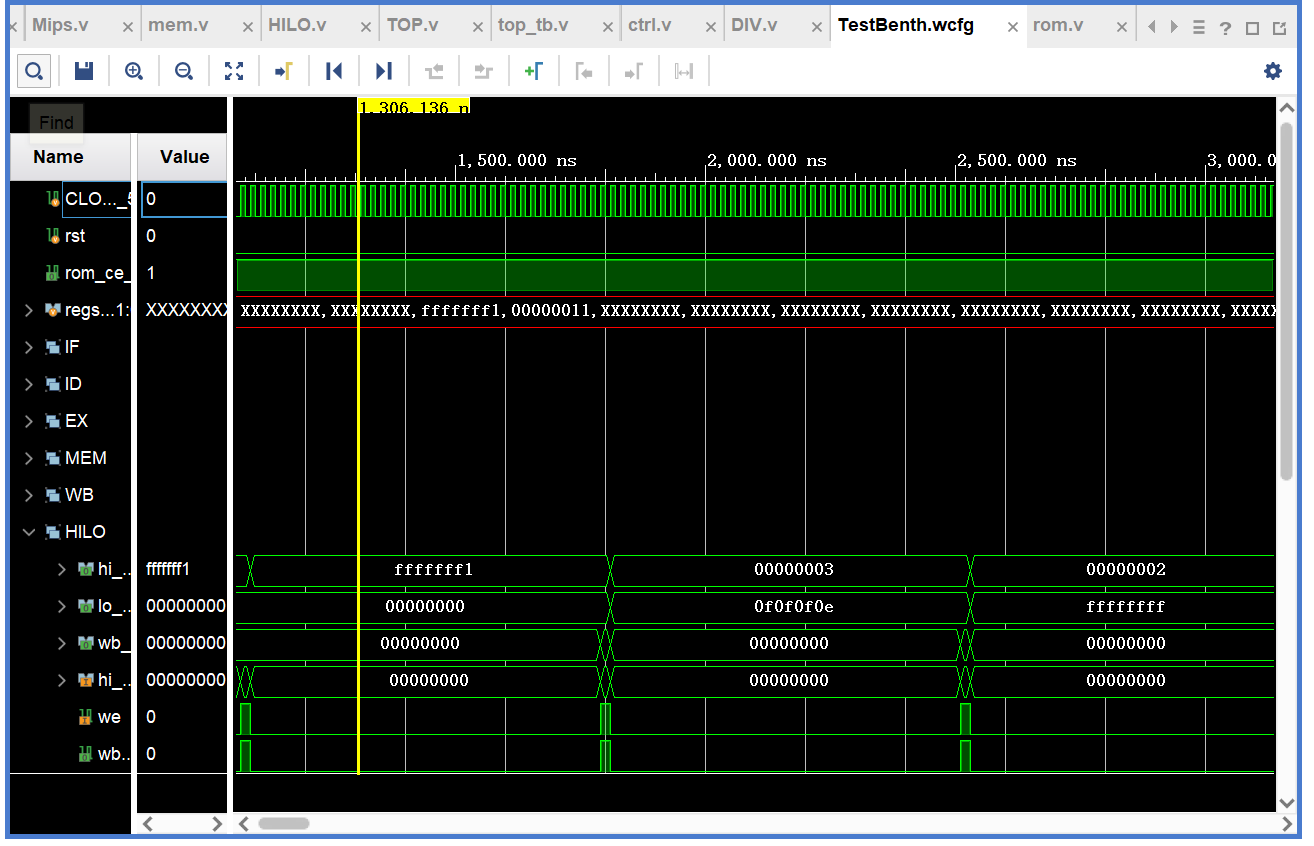 Mips.v mem.v HILO.v TOP.v top_tb.v ctrl.v DIV.v TestBenth.wcfg rom.v
1,306.136 n
Find
Name Value
1,500.000 ns 2,000.000 ns 2,500.000 ns 3,000.0
CLO..._5 0
rst 0
rom_ce_ 1
regs...1: XXXXXXXX XXXXXXXX,XXXXXXXX,fffffff1,00000011,XXXXXXXX,XXXXXXXX,XXXXXXXX,XXXXXXXX,XXXXXXXX,XXXXXXXX,XXXXXXXX,XXXXX
IF
ID
EX
MEM
WB
HILO
hi_... fffffff1 fffffff1 00000003 00000002
lo_... 00000000 00000000 0f0f0f0e ffffffff
wb_ 00000000 00000000 00000000 00000000
hi_... 00000000 00000000 00000000 00000000
we 0
wb... 0